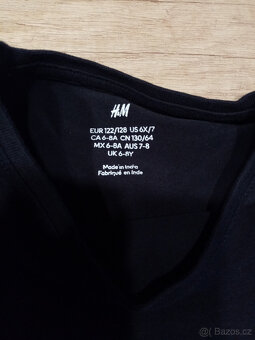 H&M
EUR 122/128 US 6X/7
CA 6-8A CN 130/64
MX 6-8A AUS 7-8
UK 6-8Y
Made in India
Fabriqué en Inde
Bazoš.cz